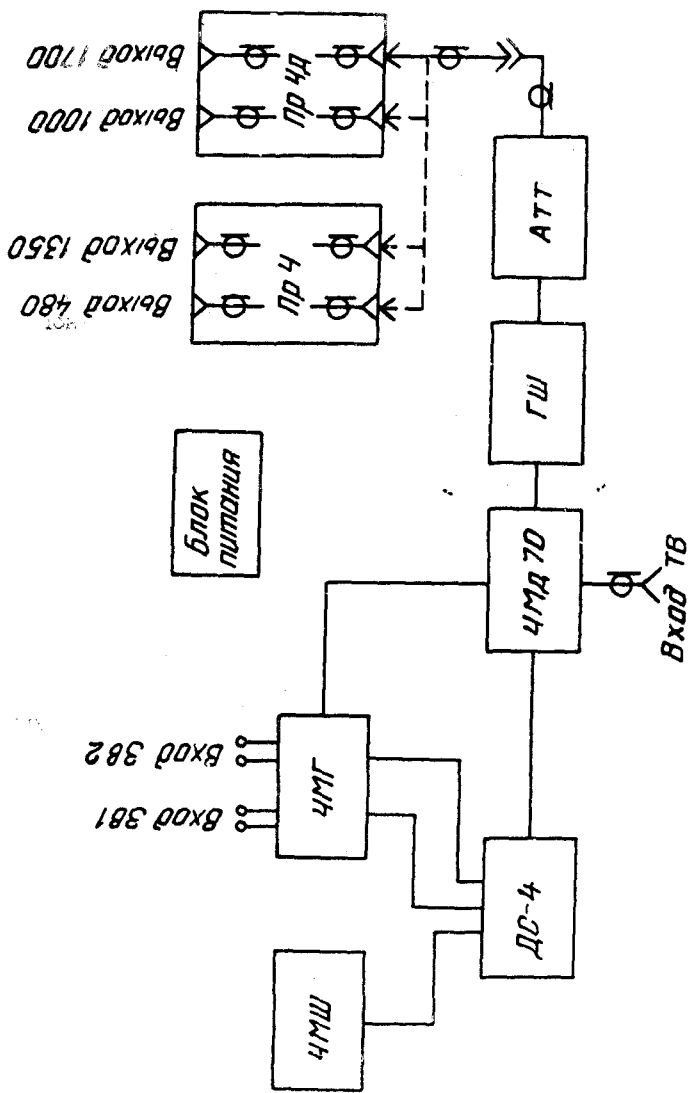 Вход ЗВ1
Вход ЗВ2
Блок
питания
Выход 480
Выход 1350
Выход 1000
Выход 1700
Пр Ч
Пр ЧД
ЧМШ
ЧМГ
ДС-4
ЧМд 70
ГШ
Атт
Вход ТВ